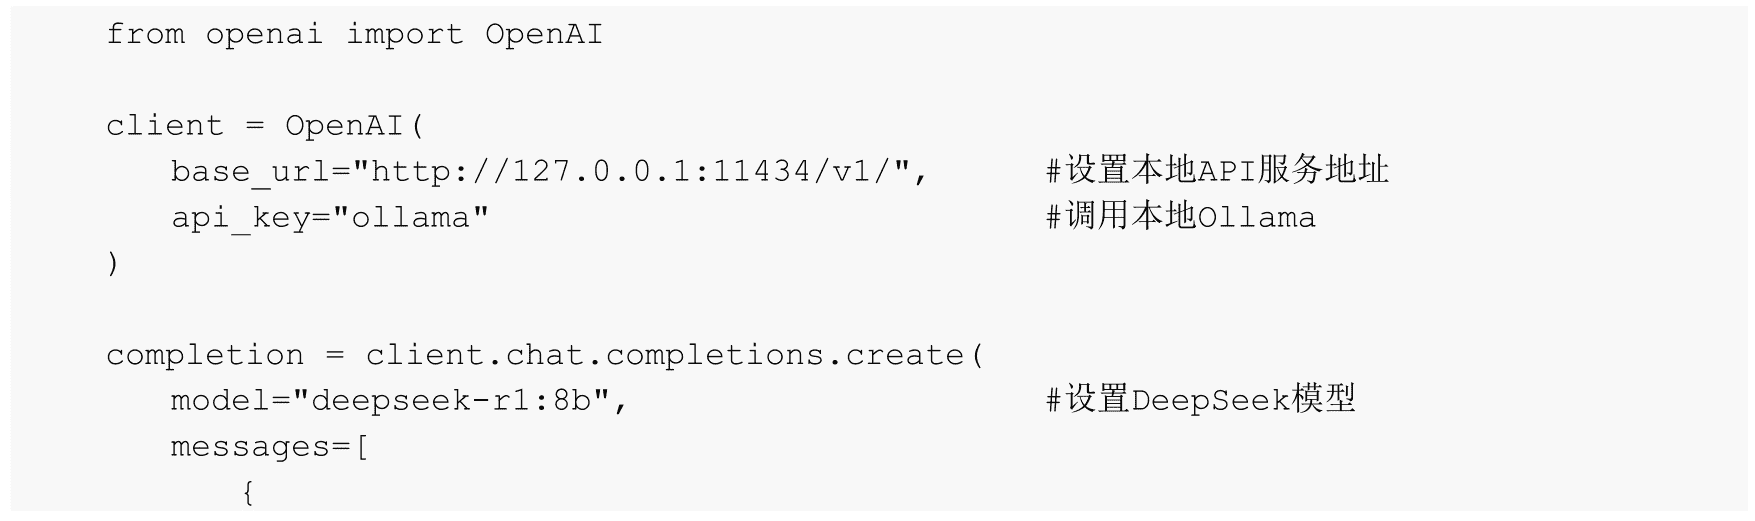 from openai import OpenAI
client = OpenAI(
base_url="http://127.0.0.1:11434/v1/", #设置本地API服务地址
api_key="ollama" #调用本地Ollama
)
completion = client.chat.completions.create(
model="deepseek-r1:8b", #设置DeepSeek模型
messages=[
{